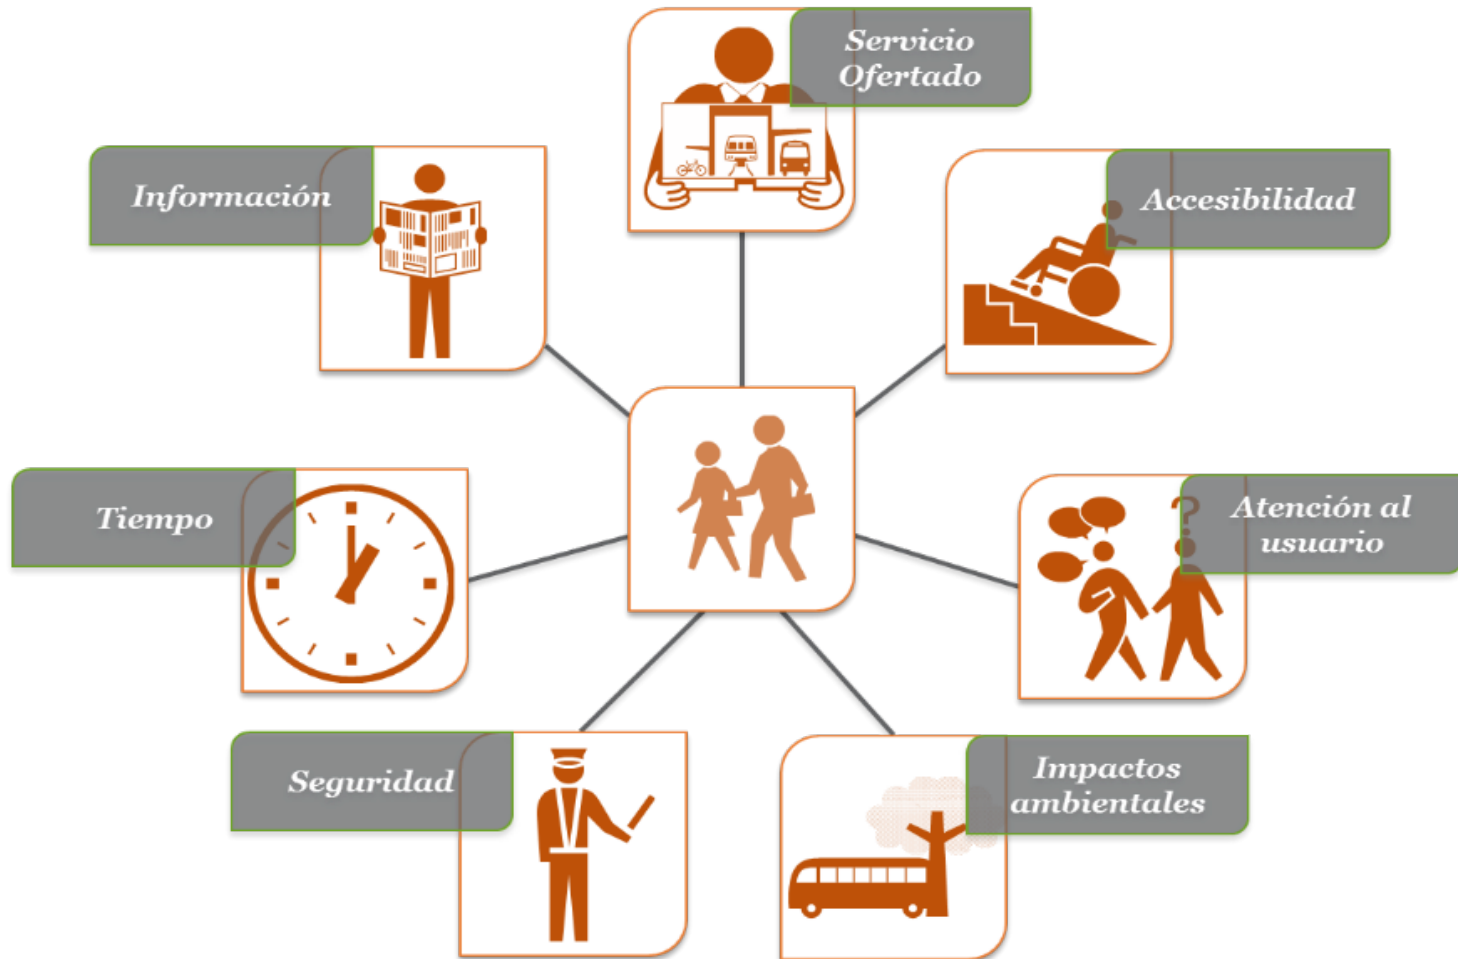 Servicio
Ofertado
Información
Accesibilidad
Tiempo
Atención al
usuario
?
Seguridad
Impactos
ambientales